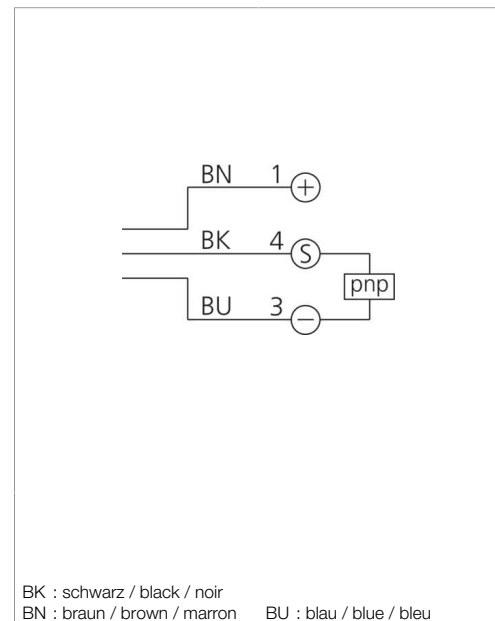 BN 1 +
BK 4 S
pnp
BU 3 −
BK : schwarz / black / noir
BN : braun / brown / marron BU : blau / blue / bleu